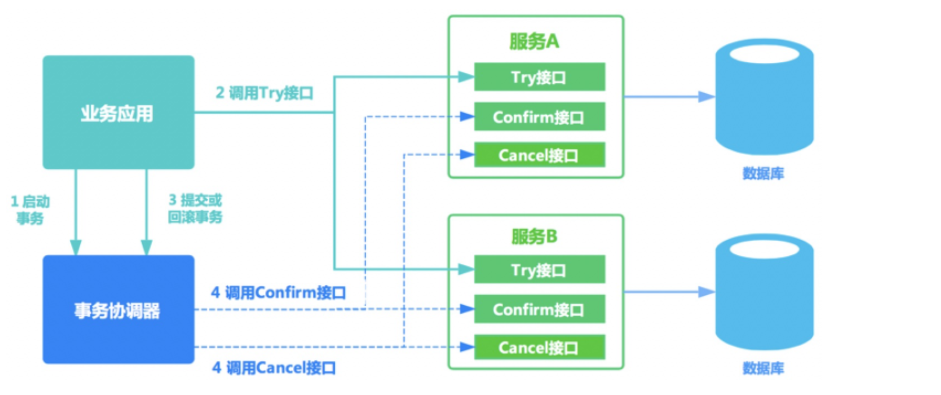 服务A
Try接口
业务应用
2 调用Try接口
Confirm接口
Cancel接口
数据库
1 启动
事务
3 提交或
回滚事务
服务B
Try接口
事务协调器
4 调用Confirm接口
Confirm接口
Cancel接口
4 调用Cancel接口
数据库